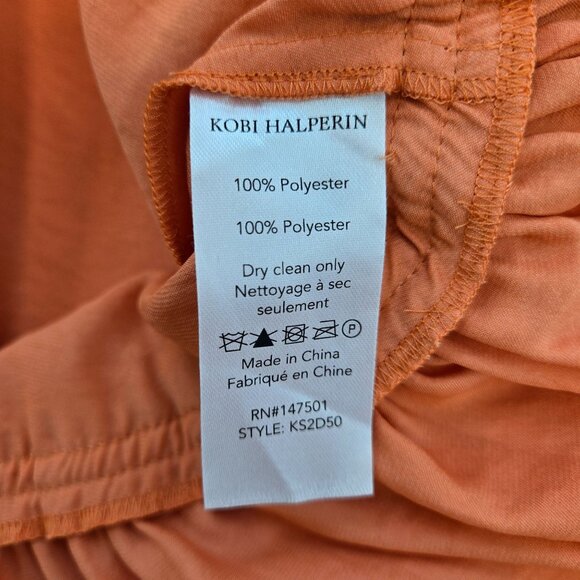 KOBI HALPERIN
100% Polyester
100% Polyester
Dry clean only
Nettoyage à sec
seulement
P
Made in China
Fabriqué en Chine
RN#147501
STYLE: KS2D50